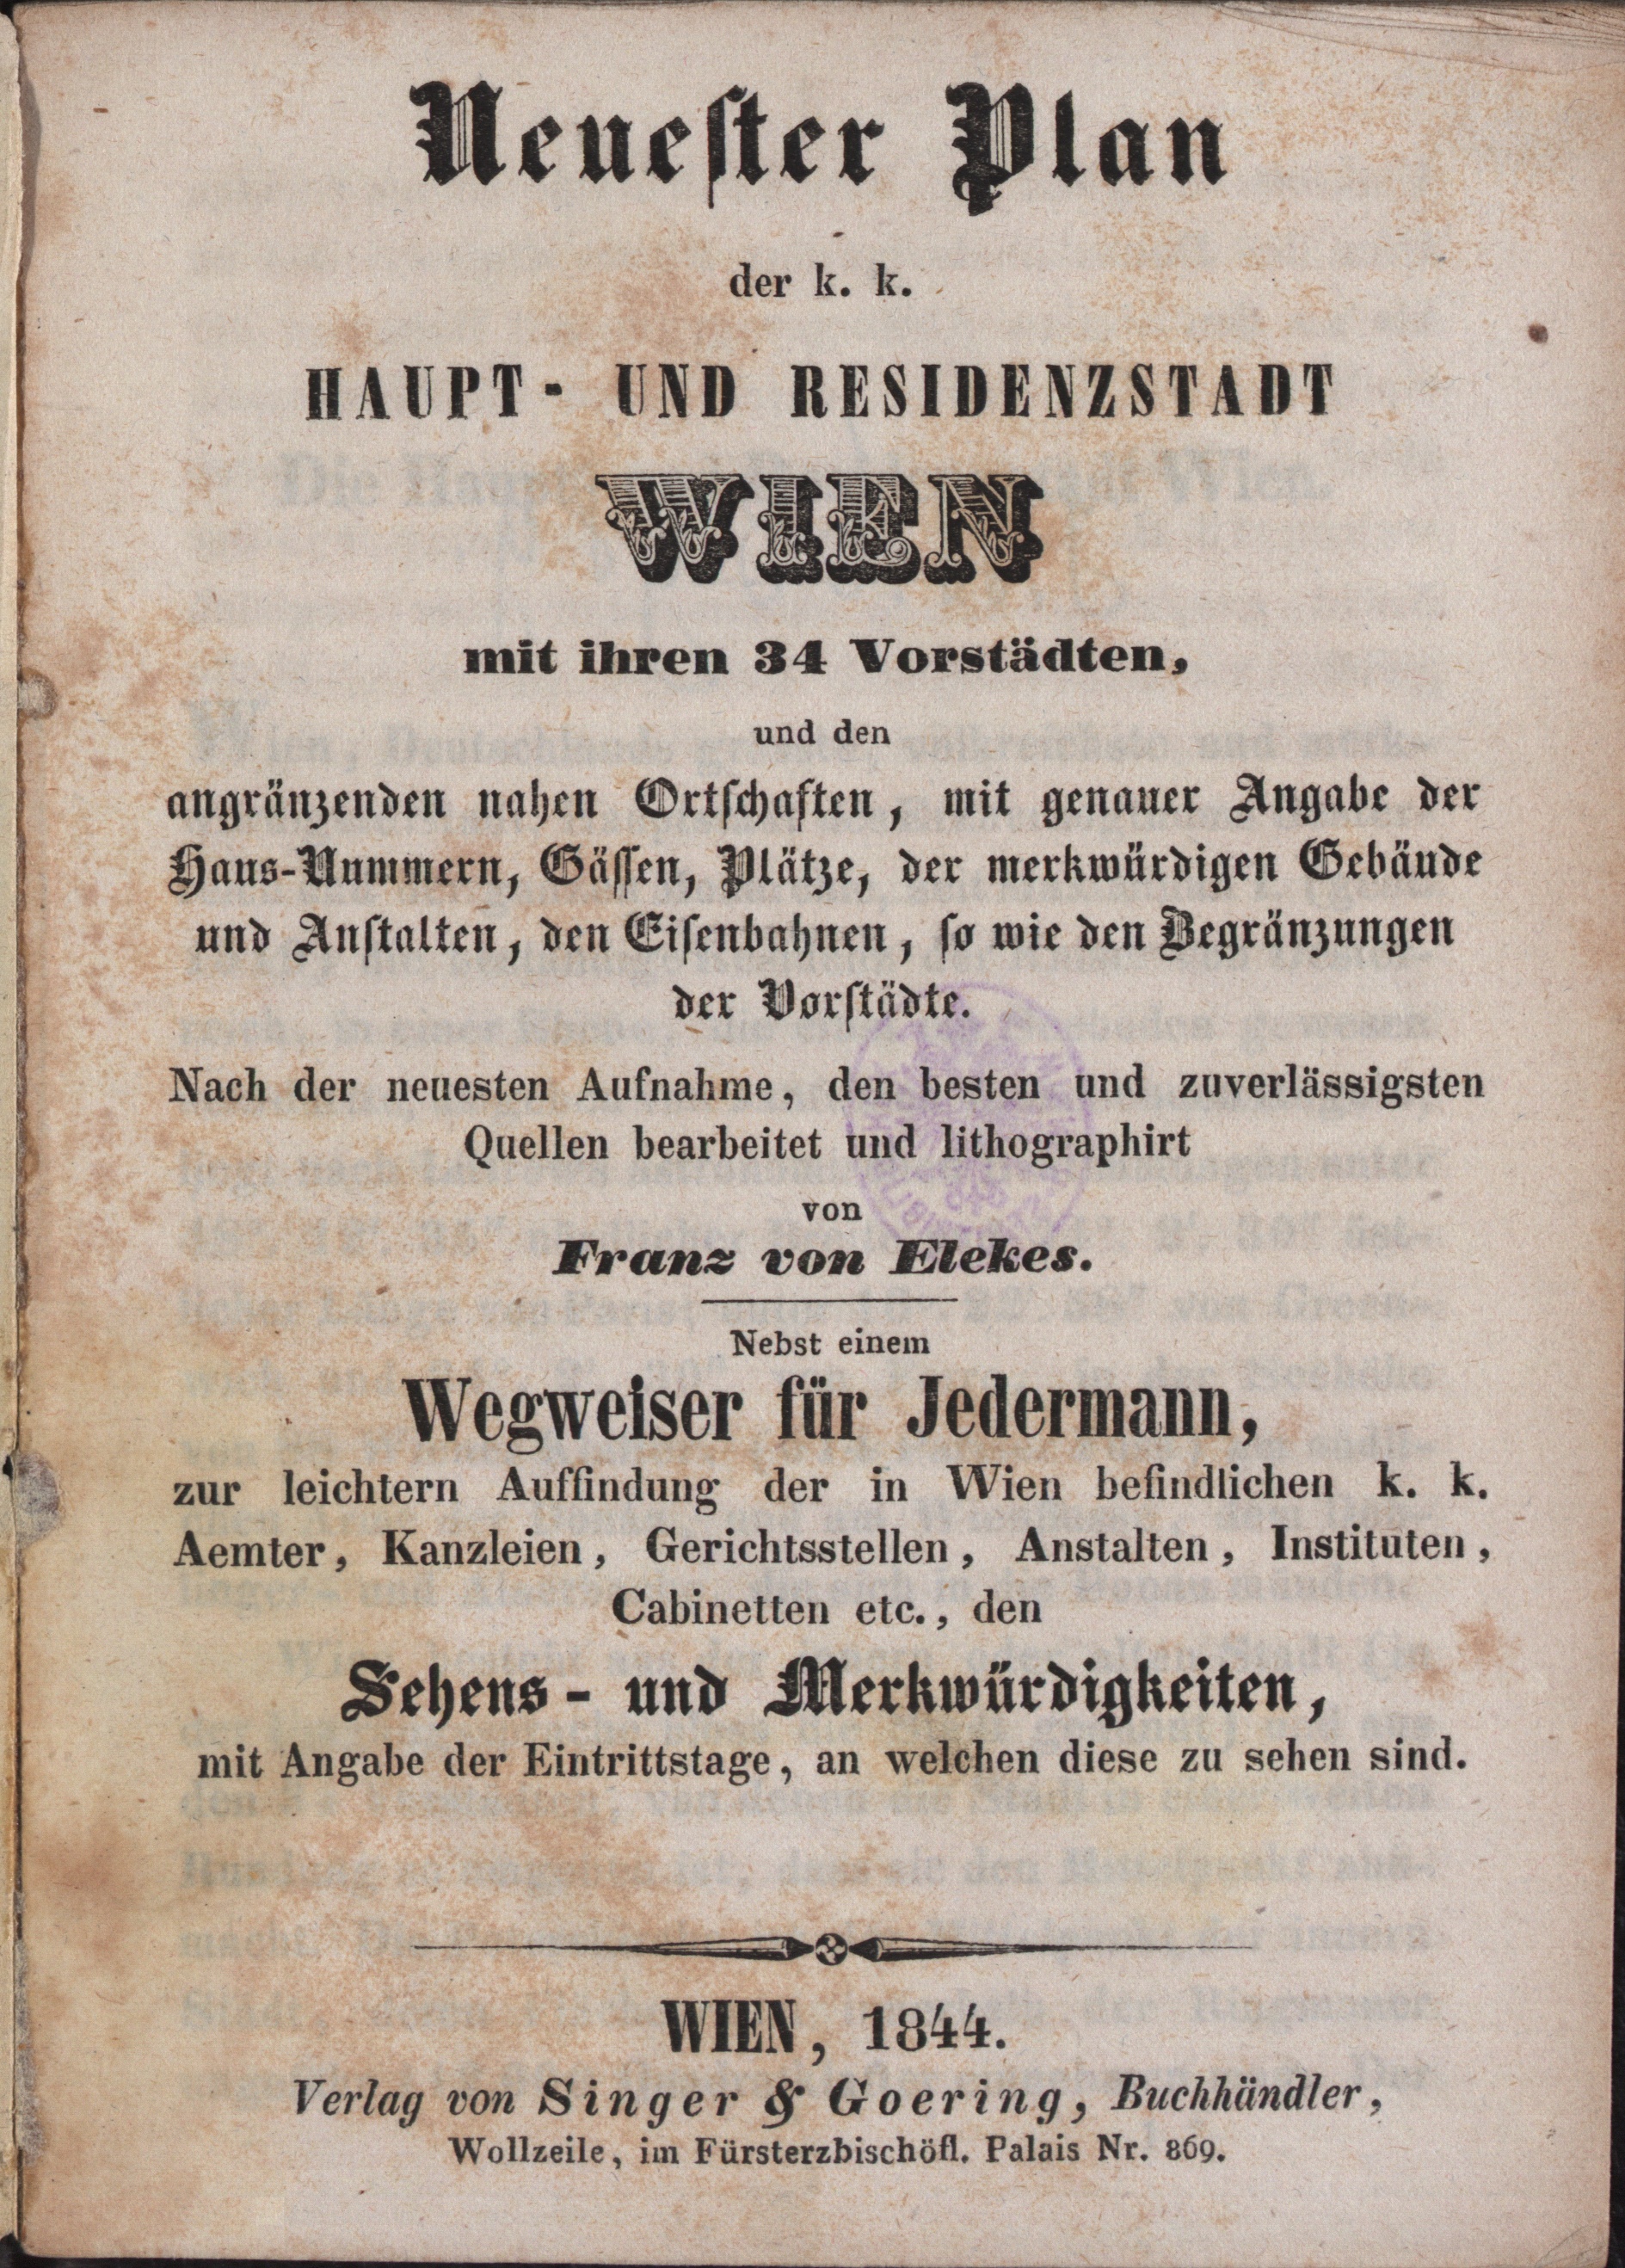 Neueſter Plan
der k. k.
HAUPT- UND RESIDENZSTADT
WIEN
mit ihren 34 Vorstädten,
und den
angränzenden nahen Ortſchaften, mit genauer Angabe der
Haus-Nummern, Gäſſen, Plätze, der merkwürdigen Gebäude
und Anſtalten, den Eiſenbahnen, ſo wie den Begränzungen
der Vorſtädte.
Nach der neuesten Aufnahme, den besten und zuverlässigsten
Quellen bearbeitet und lithographirt
von
Franz von Elekes.
Nebst einem
Wegweiser für Jedermann,
zur leichtern Auffindung der in Wien befindlichen k. k.
Aemter, Kanzleien, Gerichtsstellen, Anstalten, Instituten,
Cabinetten etc., den
Sehens- und Merkwürdigkeiten,
mit Angabe der Eintrittstage, an welchen diese zu sehen sind.
WIEN, 1844.
Verlag von Singer & Goering, Buchhändler,
Wollzeile, im Fürsterzbischöfl. Palais Nr. 869.